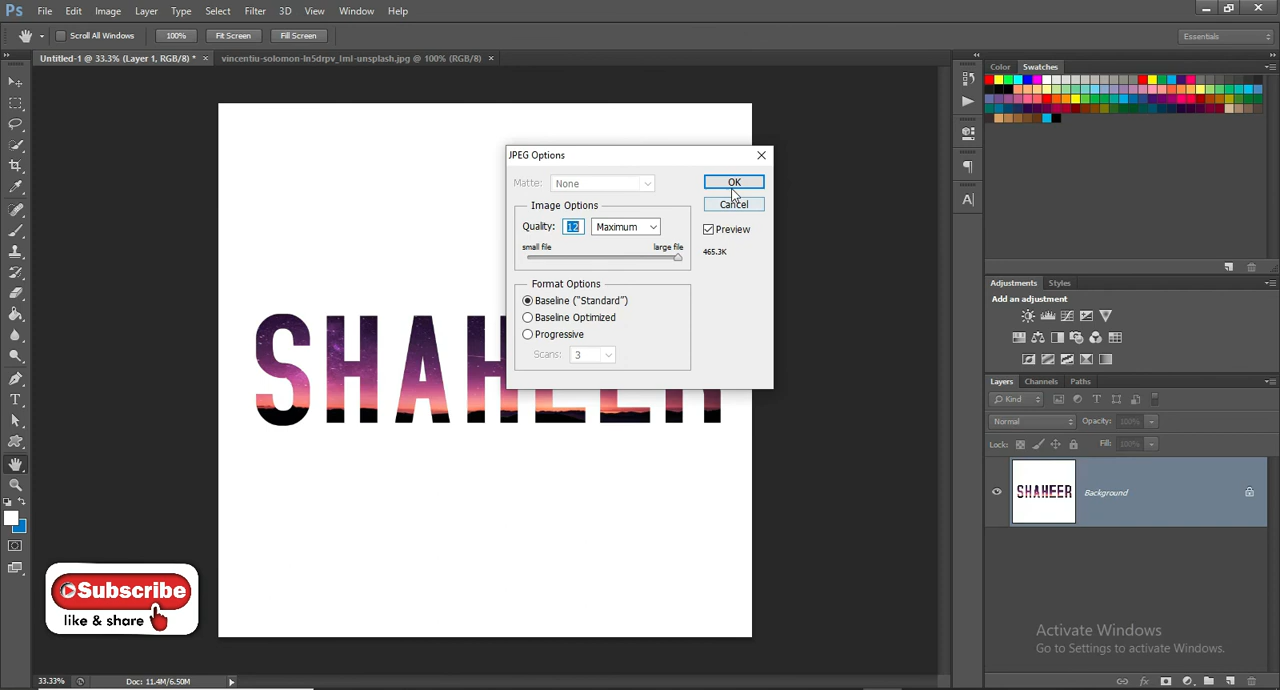 Ps File Edit Image Layer Type Select Filter 3D View Window Help
Scroll All Windows 100% Fit Screen Fill Screen Essentials
Untitled-1 @ 33.3% (Layer 1, RGB/8) * × vincentiu-solomon-ln5drpv_ImI-unsplash.jpg @ 100% (RGB/8) ×
Color Swatches
JPEG Options
Matte: None OK
Image Options Cancel
Quality: 12 Maximum Preview
small file large file 465.3K
Format Options
Baseline ("Standard")
Baseline Optimized
Progressive
Scans: 3
SHAHEER
Adjustments Styles
Add an adjustment
Layers Channels Paths
Kind
Normal Opacity: 100%
Lock: Fill: 100%
SHAHEER Background
Subscribe
like & share
Activate Windows
Go to Settings to activate Windows.
33.33% Doc: 11.4M/6.50M